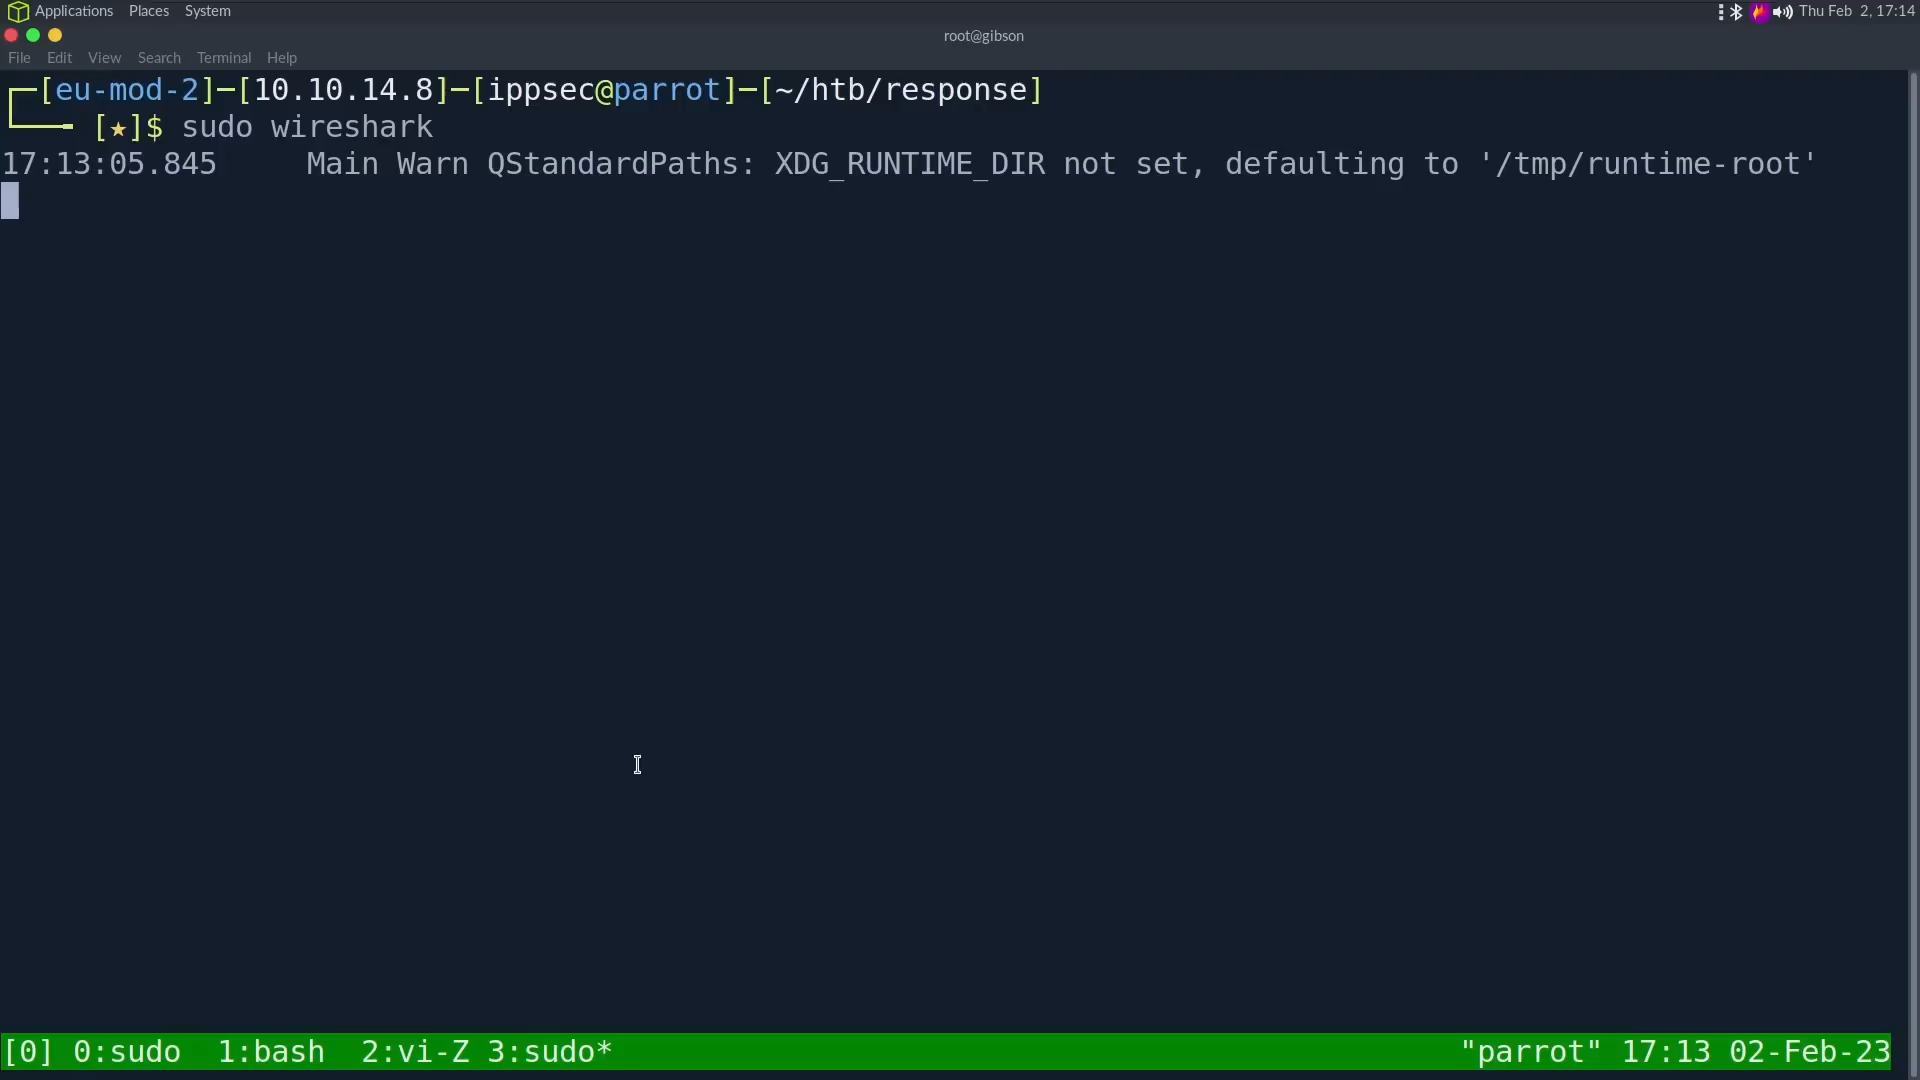 Applications Places System Thu Feb 2, 17:14
root@gibson
File Edit View Search Terminal Help
┌─[eu-mod-2]─[10.10.14.8]─[ippsec@parrot]─[~/htb/response]
└──╼ [★]$ sudo wireshark
17:13:05.845     Main Warn QStandardPaths: XDG_RUNTIME_DIR not set, defaulting to '/tmp/runtime-root'
[0] 0:sudo  1:bash  2:vi-Z 3:sudo* "parrot" 17:13 02-Feb-23